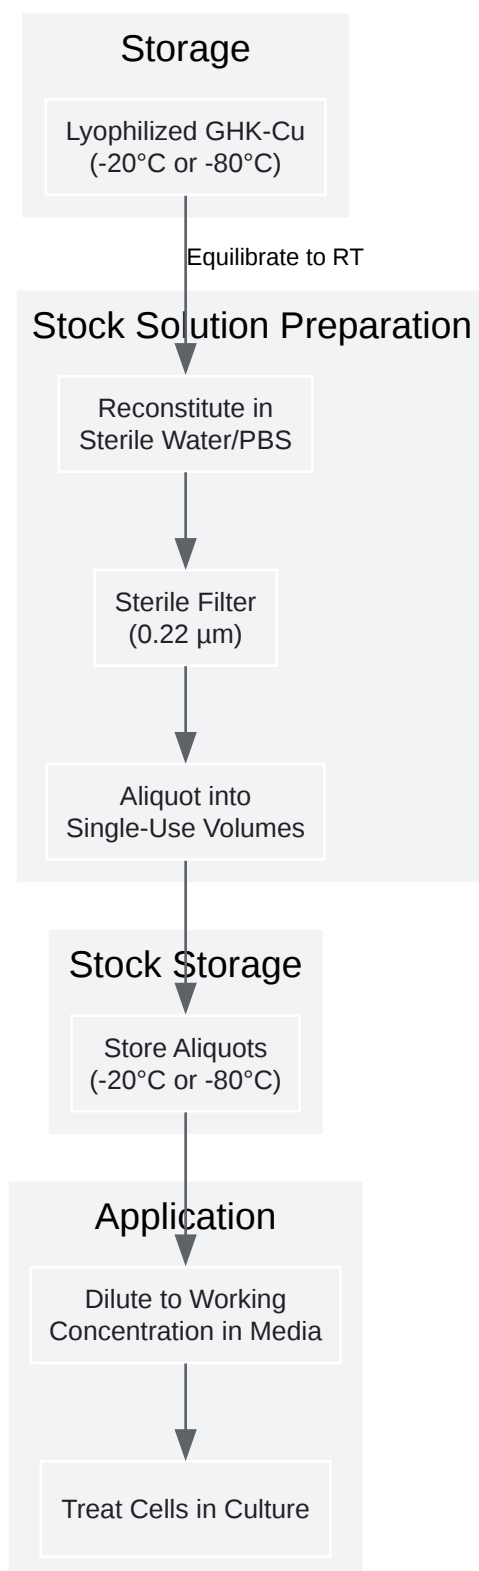 Storage
Lyophilized GHK-Cu
(-20°C or -80°C)
Equilibrate to RT
Stock Solution Preparation
Reconstitute in
Sterile Water/PBS
Sterile Filter
(0.22 µm)
Aliquot into
Single-Use Volumes
Stock Storage
Store Aliquots
(-20°C or -80°C)
Application
Dilute to Working
Concentration in Media
Treat Cells in Culture